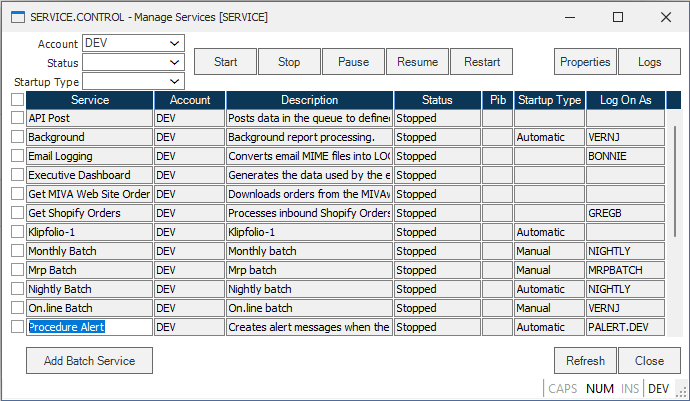 SERVICE.CONTROL - Manage Services [SERVICE]
Account DEV
Status
Startup Type
Start Stop Pause Resume Restart Properties Logs
Service Account Description Status Pib Startup Type Log On As
API Post DEV Posts data in the queue to define Stopped
Background DEV Background report processing. Stopped Automatic VERNJ
Email Logging DEV Converts email MIME files into LOG Stopped BONNIE
Executive Dashboard DEV Generates the data used by the e Stopped
Get MIVA Web Site Order DEV Downloads orders from the MIVAw Stopped
Get Shopify Orders DEV Processes inbound Shopify Orders Stopped GREGB
Klipfolio-1 DEV Klipfolio-1 Stopped Automatic
Monthly Batch DEV Monthly batch Stopped Manual NIGHTLY
Mrp Batch DEV Mrp batch Stopped Manual MRPBATCH
Nightly Batch DEV Nightly batch Stopped Automatic NIGHTLY
On.line Batch DEV On.line batch Stopped Manual VERNJ
Procedure Alert DEV Creates alert messages when the Stopped Automatic PALERT.DEV
Add Batch Service Refresh Close
CAPS NUM INS DEV